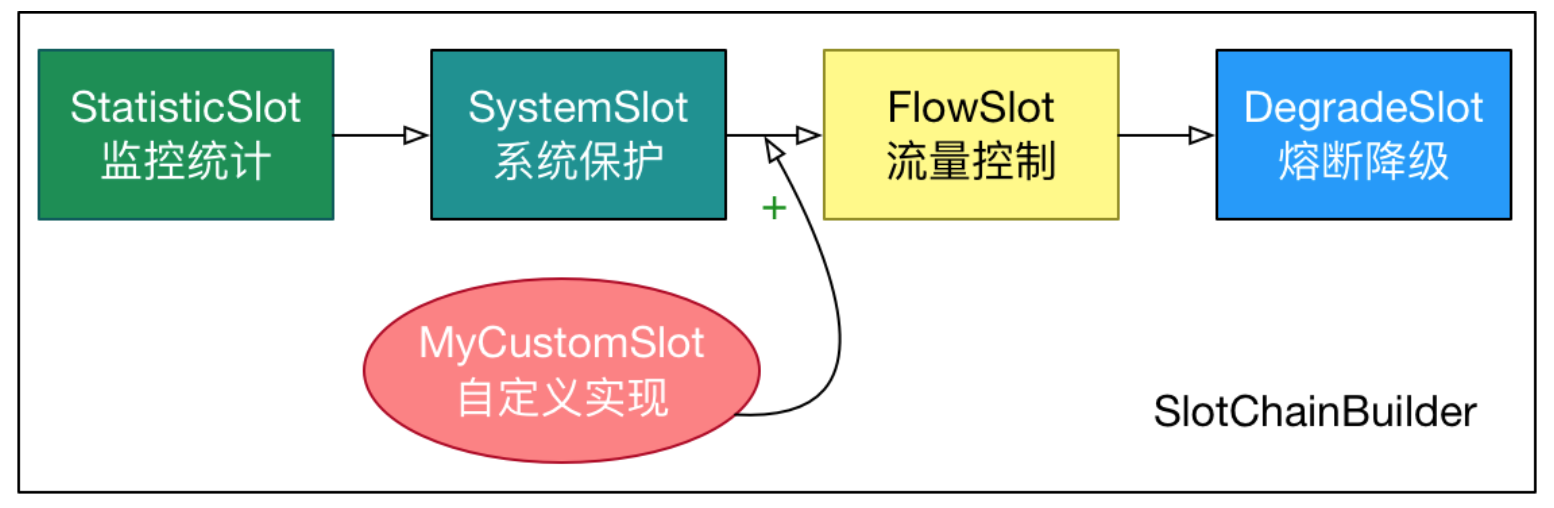 StatisticSlot
监控统计
SystemSlot
系统保护
FlowSlot
流量控制
DegradeSlot
熔断降级
+
MyCustomSlot
自定义实现
SlotChainBuilder